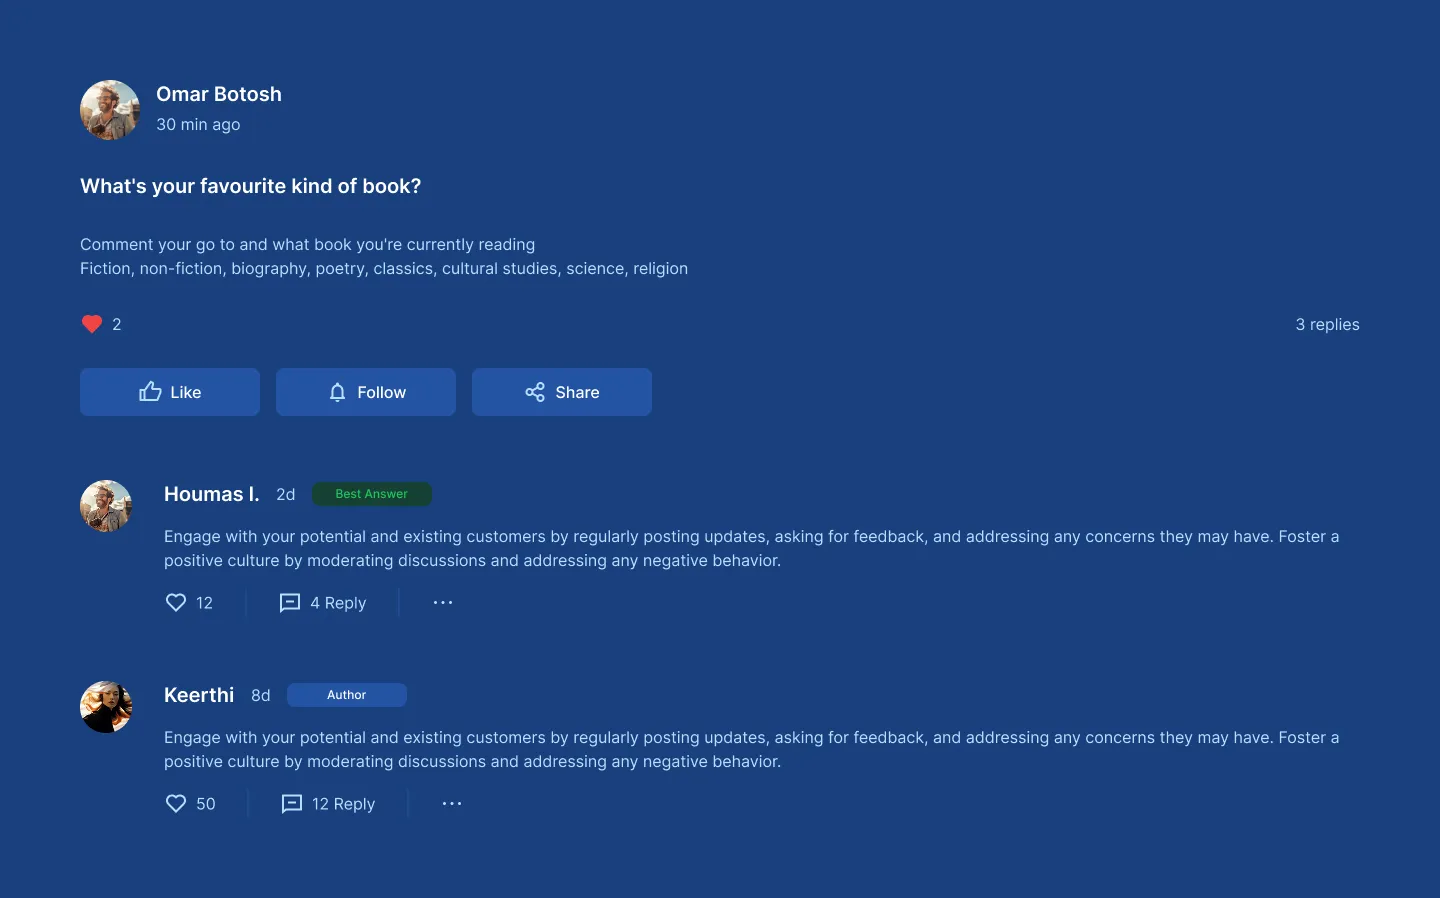 Omar Botosh
30 min ago
What's your favourite kind of book?
Comment your go to and what book you're currently reading
Fiction, non-fiction, biography, poetry, classics, cultural studies, science, religion
2
3 replies
Like
Follow
Share
Houmas I. 2d Best Answer
Engage with your potential and existing customers by regularly posting updates, asking for feedback, and addressing any concerns they may have. Foster a
positive culture by moderating discussions and addressing any negative behavior.
12
4 Reply
Keerthi 8d Author
Engage with your potential and existing customers by regularly posting updates, asking for feedback, and addressing any concerns they may have. Foster a
positive culture by moderating discussions and addressing any negative behavior.
50
12 Reply